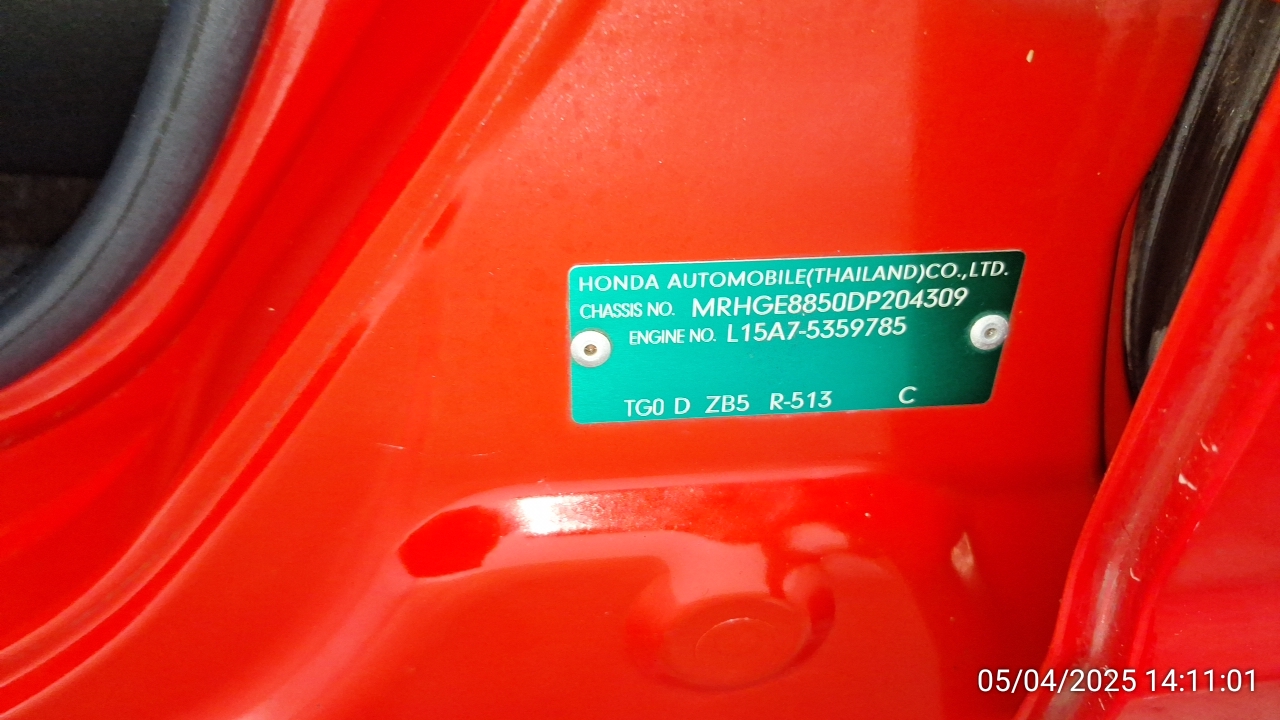 HONDA AUTOMOBILE(THAILAND)CO.,LTD.
CHASSIS NO. MRHGE8850DP204309
ENGINE NO. L15A7-5359785
TG0 D ZB5 R-513 C
05/04/2025 14:11:01